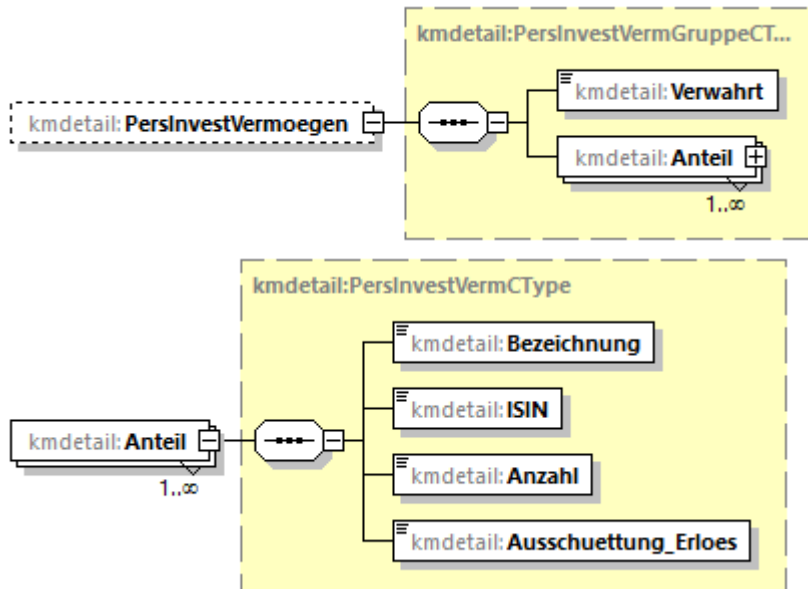 kmdetail:PersInvestVermGruppeCT...
kmdetail:Verwahrt
kmdetail:PersInvestVermoegen
kmdetail:Anteil
1..∞
kmdetail:PersInvestVermCType
kmdetail:Bezeichnung
kmdetail:ISIN
kmdetail:Anteil
1..∞
kmdetail:Anzahl
kmdetail:Ausschuettung_Erloes